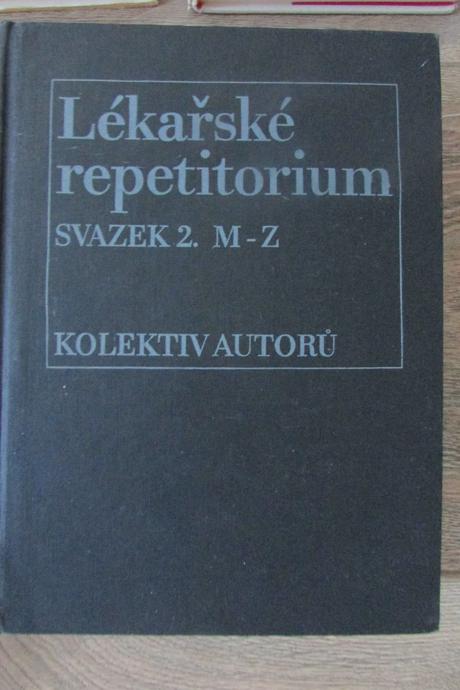 Lékařské
repetitorium
SVAZEK 2. M-Z
KOLEKTIV AUTORŮ